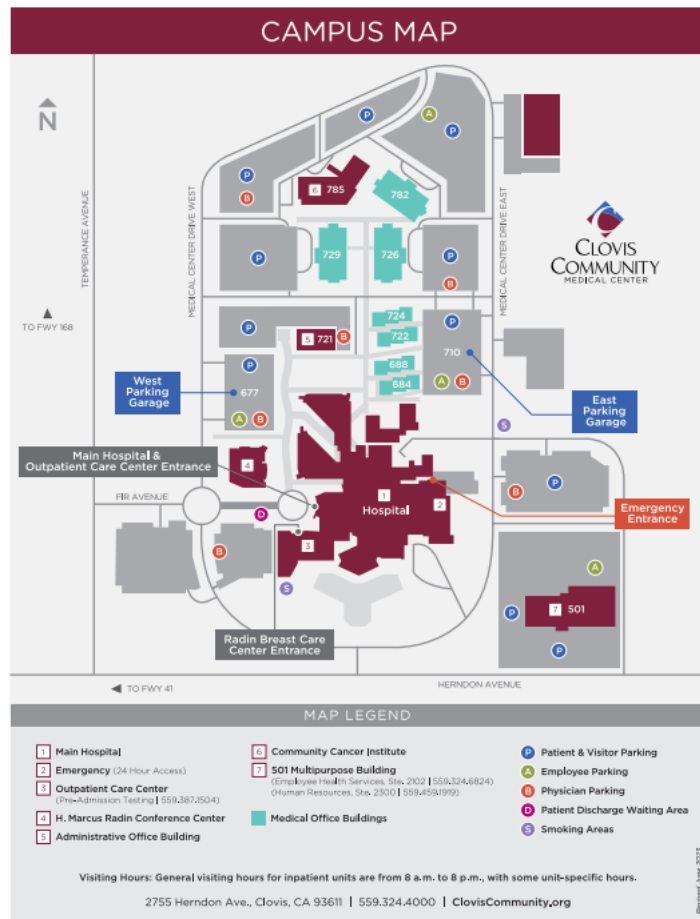 CAMPUS MAP
N
P
A
P
P
B
6 785
782
TEMPERANCE AVENUE
MEDICAL CENTER DRIVE WEST
MEDICAL CENTER DRIVE EAST
P
729
726
P
B
CLOVIS
COMMUNITY
MEDICAL CENTER
TO FWY 168
P
5 721
B
724
722
688
684
P
710
A B
West
Parking
Garage
P
677
A B
East
Parking
Garage
S
Main Hospital &
Outpatient Care Center Entrance
4
1
Hospital
2
B
P
Emergency
Entrance
FIR AVENUE
D
B
3
S
A
7 501
P
P
Radin Breast Care
Center Entrance
TO FWY 41
HERNDON AVENUE
MAP LEGEND
1 Main Hospital
2 Emergency (24 Hour Access)
3 Outpatient Care Center
(Pre-Admission Testing | 559.387.1504)
4 H. Marcus Radin Conference Center
5 Administrative Office Building
6 Community Cancer Institute
7 501 Multipurpose Building
(Employee Health Services, Ste. 2102 | 559.324.6824)
(Human Resources, Ste. 2300 | 559.459.1919)
Medical Office Buildings
P Patient & Visitor Parking
A Employee Parking
B Physician Parking
D Patient Discharge Waiting Area
S Smoking Areas
Visiting Hours: General visiting hours for inpatient units are from 8 a.m. to 8 p.m., with some unit-specific hours.
2755 Herndon Ave., Clovis, CA 93611 | 559.324.4000 | ClovisCommunity.org